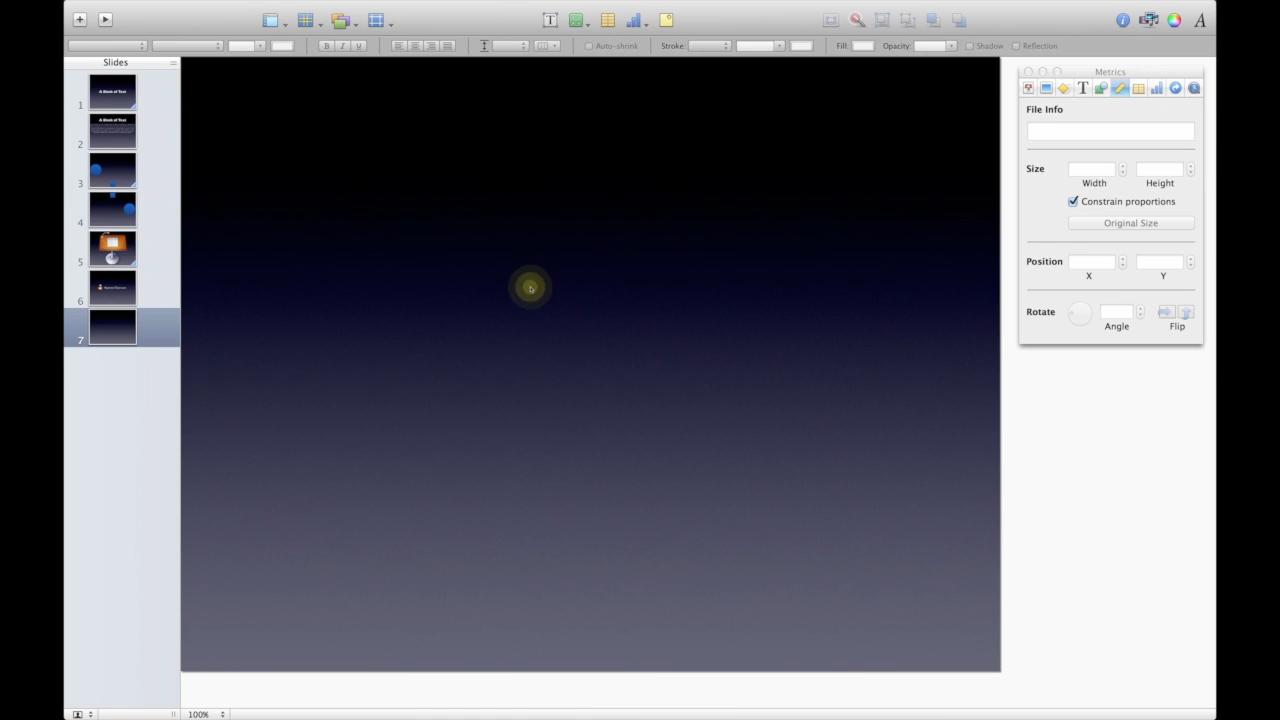 B I U
Auto-shrink
Stroke:
Fill:
Opacity:
Shadow
Reflection
Slides
1
A Block of Text
2
A Block of Text
3
4
5
6
7
100%
Metrics
File Info
Size
Width
Height
Constrain proportions
Original Size
Position
X
Y
Rotate
Angle
Flip